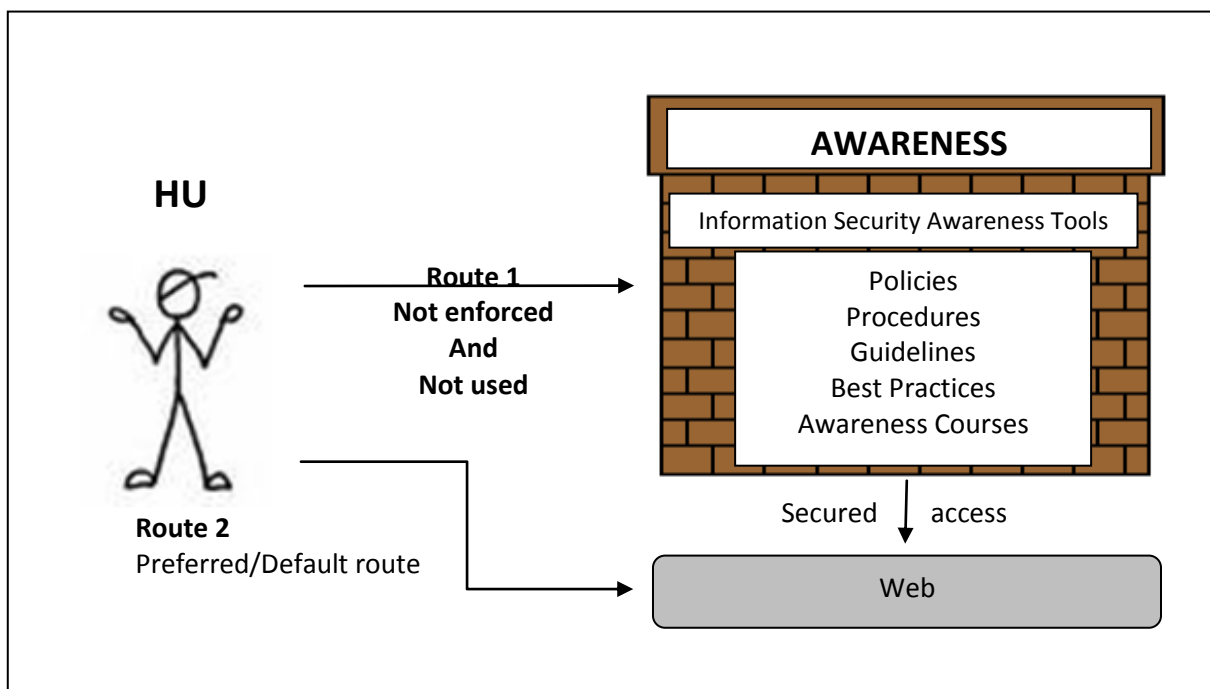 HU
Route 1
Not enforced
And
Not used
Route 2
Preferred/Default route
AWARENESS
Information Security Awareness Tools
Policies
Procedures
Guidelines
Best Practices
Awareness Courses
Secured access
Web